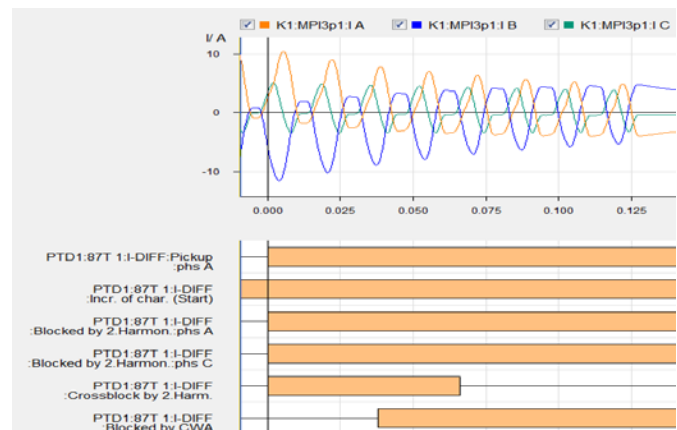 K1:MPI3p1:I A K1:MPI3p1:I B K1:MPI3p1:I C
I/ A
10
0
-10
0.000 0.025 0.050 0.075 0.100 0.125
PTD1:87T 1:I-DIFF:Pickup
:phs A
PTD1:87T 1:I-DIFF
:Incr. of char. (Start)
PTD1:87T 1:I-DIFF
:Blocked by 2.Harmon.:phs A
PTD1:87T 1:I-DIFF
:Blocked by 2.Harmon.:phs C
PTD1:87T 1:I-DIFF
:Crossblock by 2.Harm.
PTD1:87T 1:I-DIFF
:Blocked by CWA